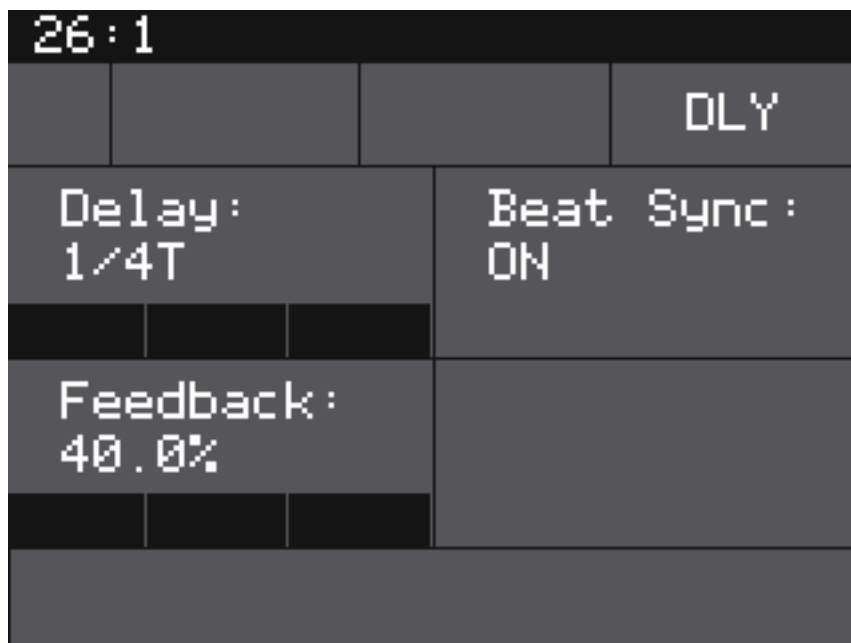 26:1
DLY
Delay:
1/4T
Beat Sync:
ON
Feedback:
40.0%